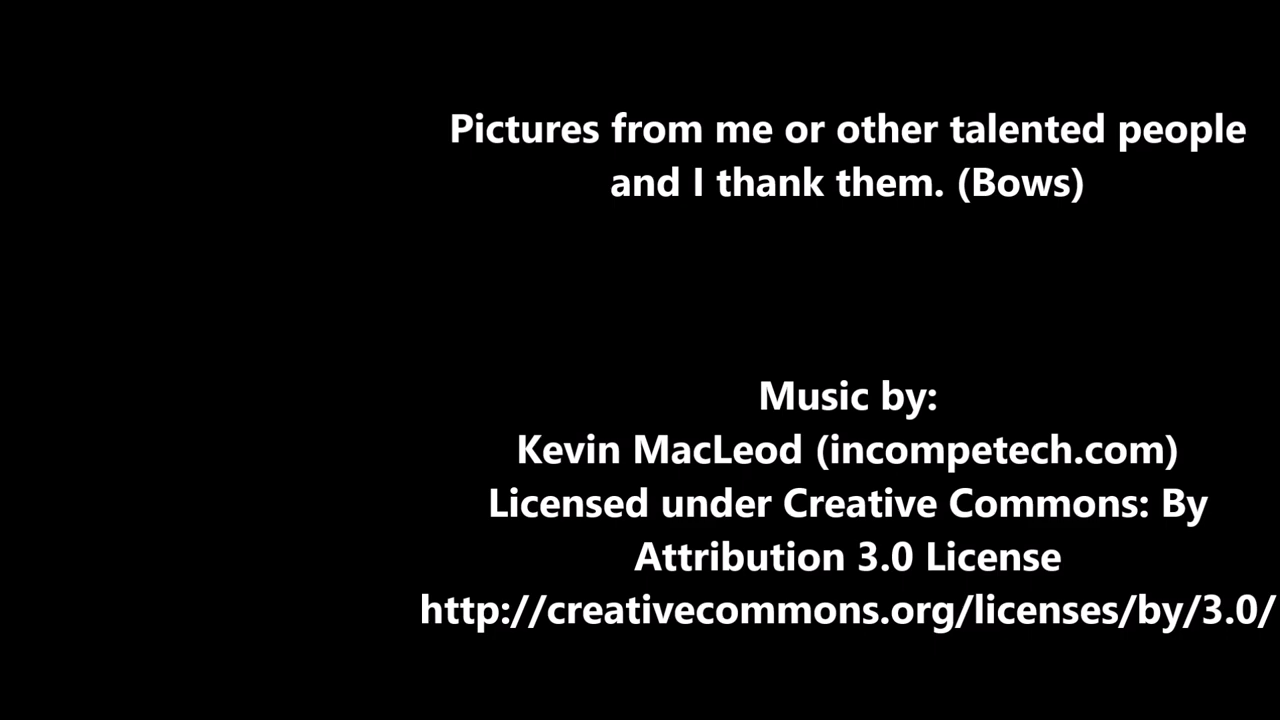 Pictures from me or other talented people
and I thank them. (Bows)
Music by:
Kevin MacLeod (incompetech.com)
Licensed under Creative Commons: By
Attribution 3.0 License
http://creativecommons.org/licenses/by/3.0/